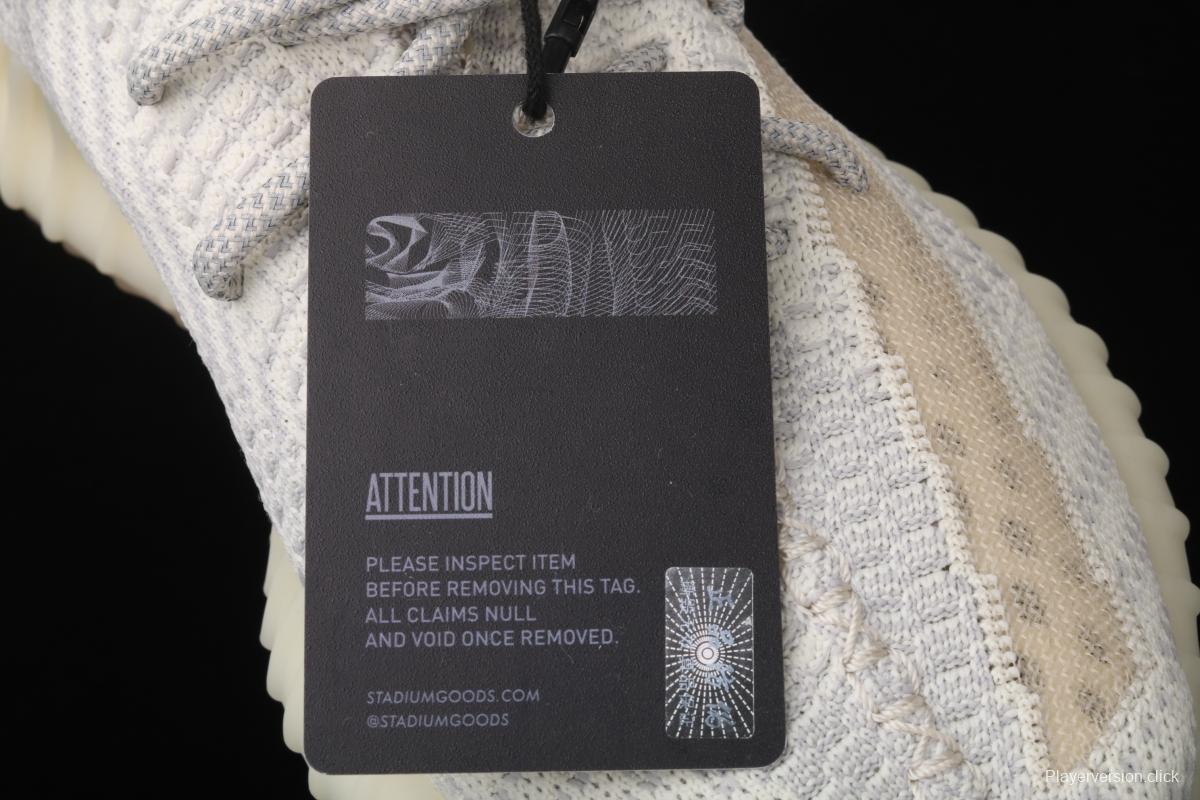 ATTENTION
PLEASE INSPECT ITEM
BEFORE REMOVING THIS TAG.
ALL CLAIMS NULL
AND VOID ONCE REMOVED.
STADIUMGOODS.COM
@STADIUMGOODS
Playerversion.click